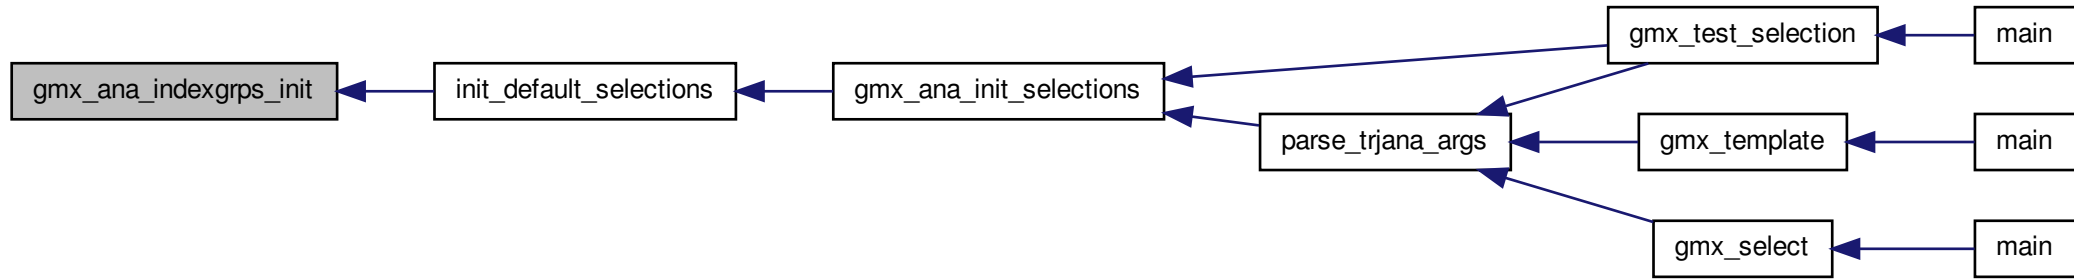 gmx_ana_indexgrps_init
init_default_selections
gmx_ana_init_selections
gmx_test_selection
main
parse_trjana_args
gmx_template
main
gmx_select
main